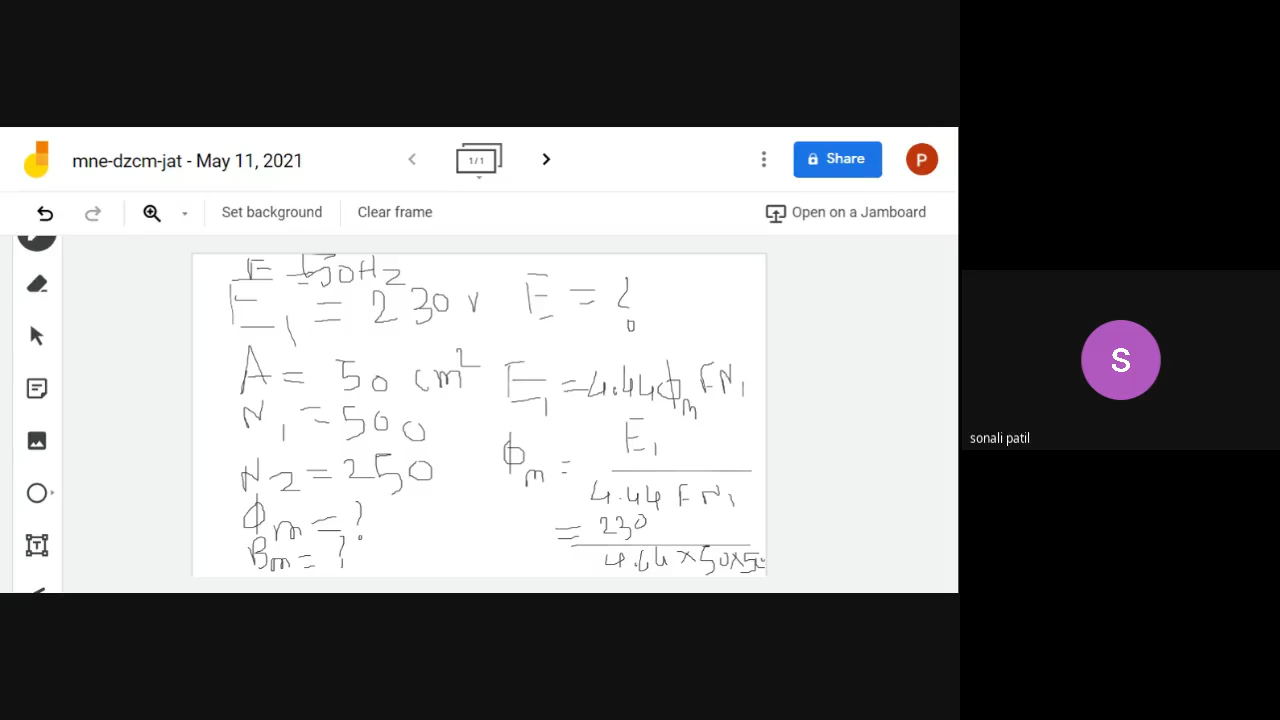 mne-dzcm-jat - May 11, 2021
1/1
Share
P
Set background
Clear frame
Open on a Jamboard
F = 50Hz
E1 = 230 v
E = ?
A = 50 cm2
E1 = 4.44 ϕm F N1
N1 = 500
ϕm = E1
4.44 F N1
N2 = 250
ϕm = ?
= 230
4.44 × 50 × 50
Bm = ?
S
sonali patil